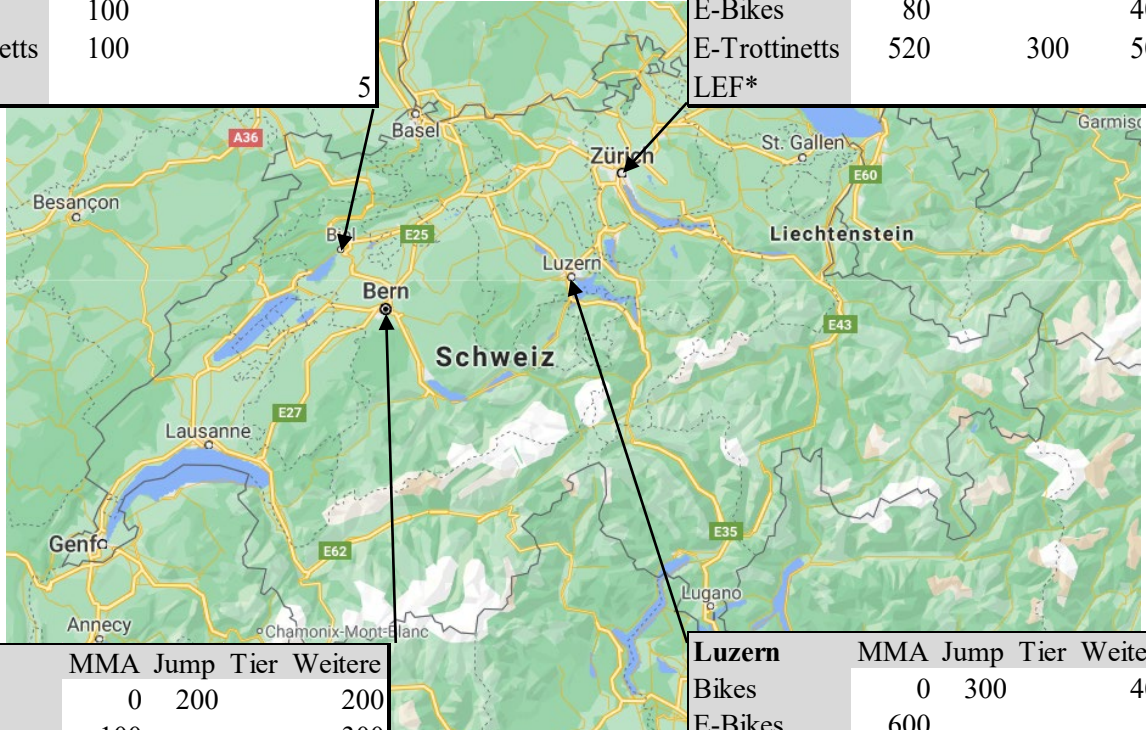 100
E-Bikes 80
etts 100
E-Trottinetts 520 300
5
LEF*
Basel
A36
Garmisc
St. Gallen
Zürich
E60
Besançon
Biel
E25
Liechtenstein
Luzern
Bern
E43
Schweiz
E27
Lausanne
E35
Genf
E62
Lugano
Annecy
Chamonix-Mont-Blanc
MMA Jump Tier Weitere
0 200 200
Luzern MMA Jump Tier Weite
Bikes 0 300
E-Bikes 600